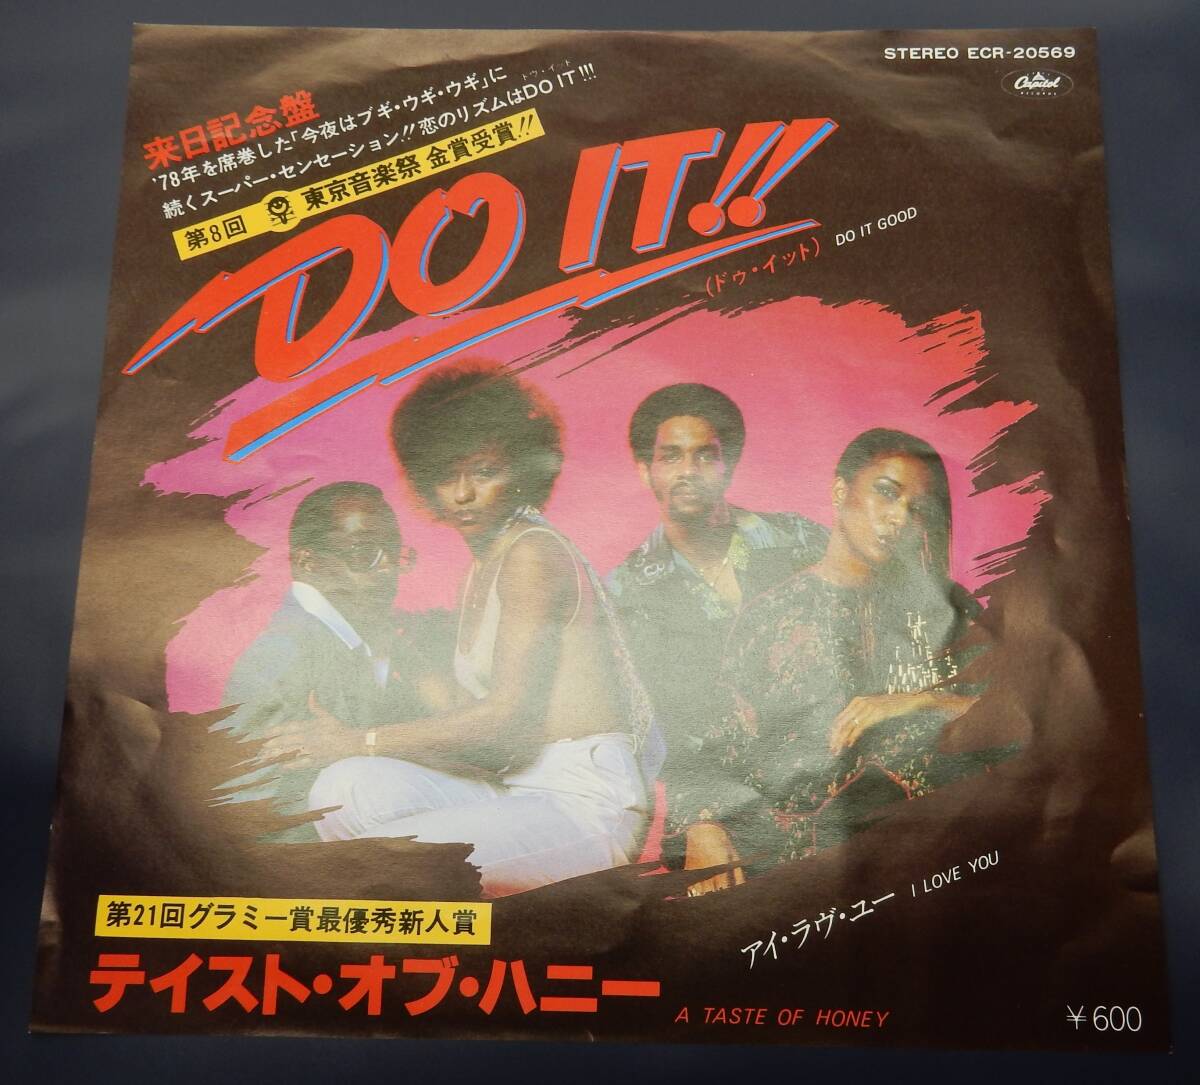 STEREO ECR-20569
Capitol
RECORDS
来日記念盤
'78年を席巻した「今夜はブギ・ウギ・ウギ」に
続くスーパー・センセーション!!恋のリズムはDO IT!!!
ドゥ・イット
第8回 東京音楽祭 金賞受賞!!
DO IT!!
(ドゥ・イット) DO IT GOOD
アイ・ラヴ・ユー I LOVE YOU
第21回グラミー賞最優秀新人賞
テイスト・オブ・ハニー
A TASTE OF HONEY
¥600